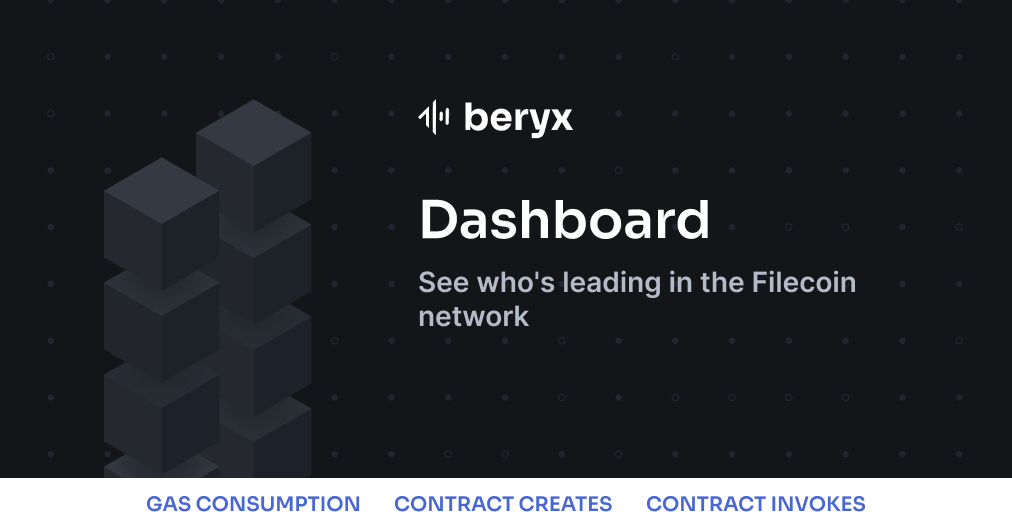 beryx
Dashboard
See who's leading in the Filecoin
network
GAS CONSUMPTION CONTRACT CREATES CONTRACT INVOKES